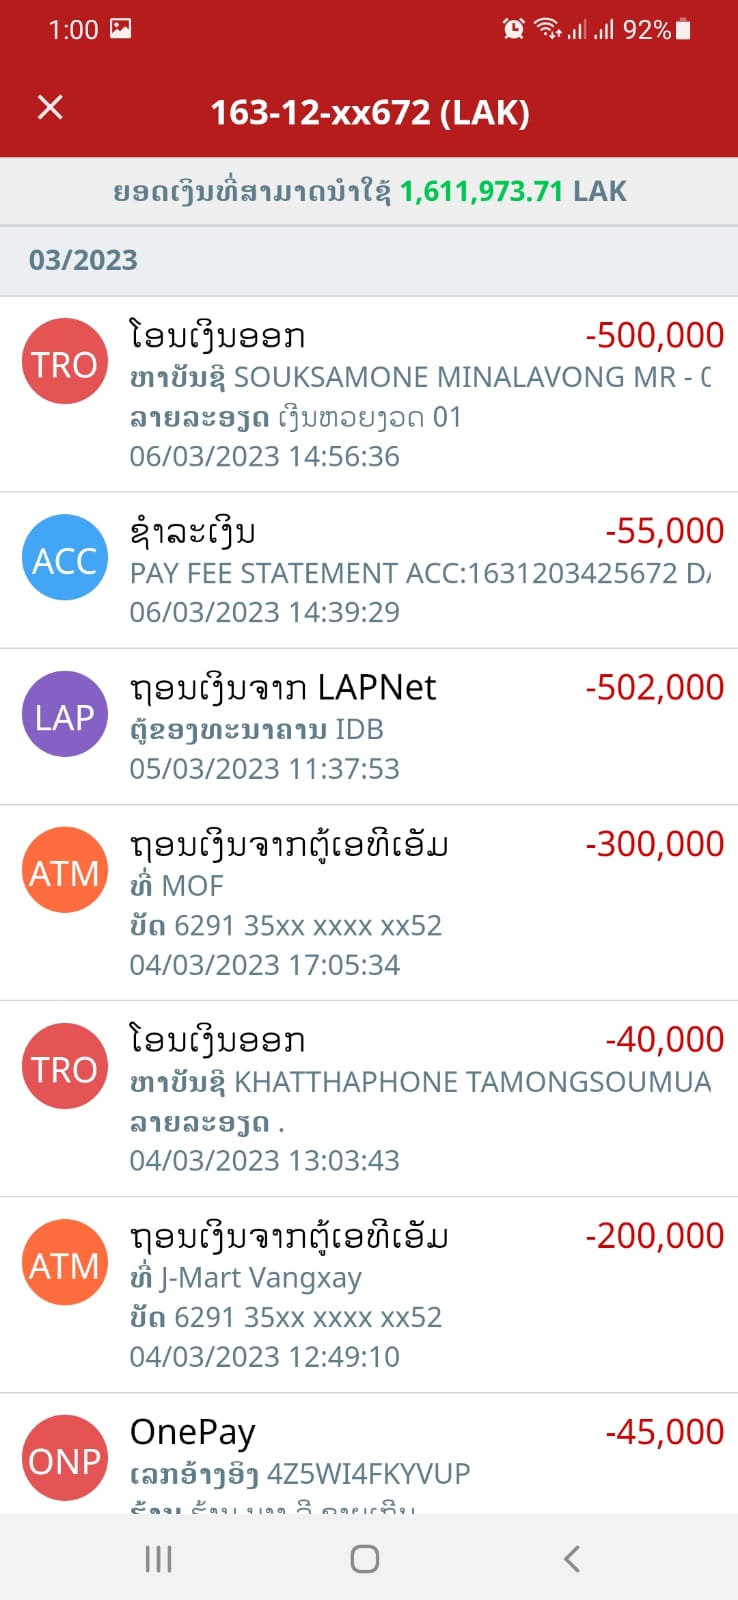 1:00 92%
163-12-xx672 (LAK)
ຍອດເງິນທີ່ສາມາດນຳໃຊ້ 1,611,973.71 LAK
03/2023
TRO ໂອນເງິນອອກ -500,000
ຫາບັນຊີ SOUKSAMONE MINALAVONG MR -
ລາຍລະອຽດ ເງິນຫວຍງວດ 01
06/03/2023 14:56:36
ACC ຊຳລະເງິນ -55,000
PAY FEE STATEMENT ACC:1631203425672
06/03/2023 14:39:29
LAP ຖອນເງິນຈາກ LAPNet -502,000
ຕູ້ຂອງທະນາຄານ IDB
05/03/2023 11:37:53
ATM ຖອນເງິນຈາກຕູ້ເອທີເອັມ -300,000
ທີ່ MOF
ບັດ 6291 35xx xxxx xx52
04/03/2023 17:05:34
TRO ໂອນເງິນອອກ -40,000
ຫາບັນຊີ KHATTHAPHONE TAMONGSOUMUA
ລາຍລະອຽດ .
04/03/2023 13:03:43
ATM ຖອນເງິນຈາກຕູ້ເອທີເອັມ -200,000
ທີ່ J-Mart Vangxay
ບັດ 6291 35xx xxxx xx52
04/03/2023 12:49:10
ONP OnePay -45,000
ເລກອ້າງອິງ 4Z5WI4FKYVUP